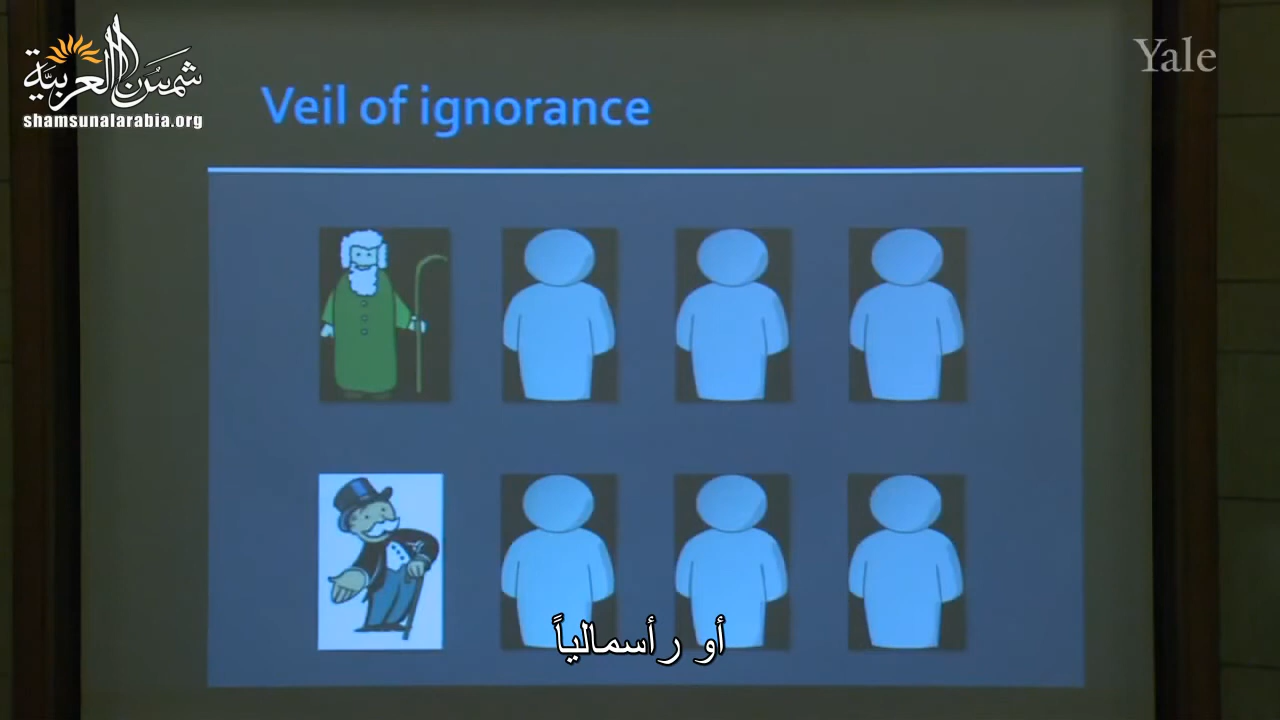 شمس العربية
shamsunalarabia.org
Yale
Veil of ignorance
أو رأسمالياً